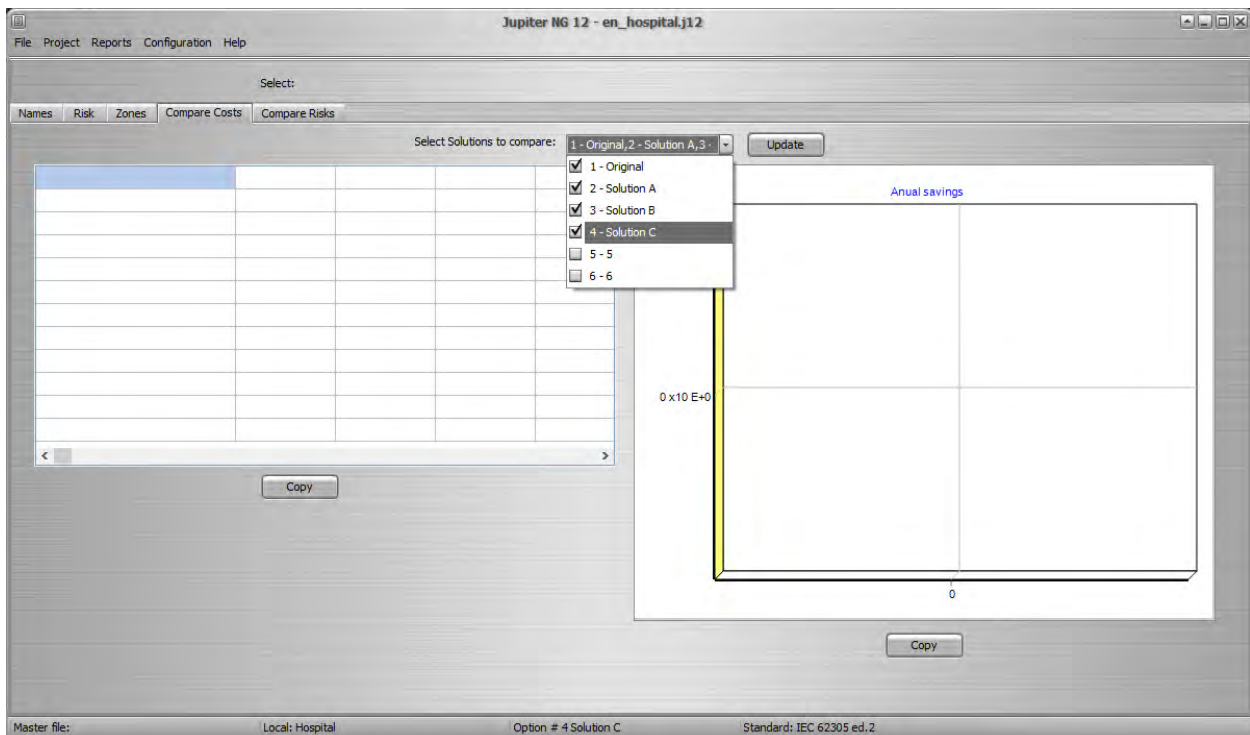 Jupiter NG 12 - en_hospital.j12
File Project Reports Configuration Help
Select:
Names Risk Zones Compare Costs Compare Risks
Select Solutions to compare: 1 - Original,2 - Solution A,3 - Update
1 - Original
2 - Solution A
3 - Solution B
4 - Solution C
5 - 5
6 - 6
Anual savings
0 x10 E+0
0
Copy
Copy
Master file: Local: Hospital Option # 4 Solution C Standard: IEC 62305 ed.2